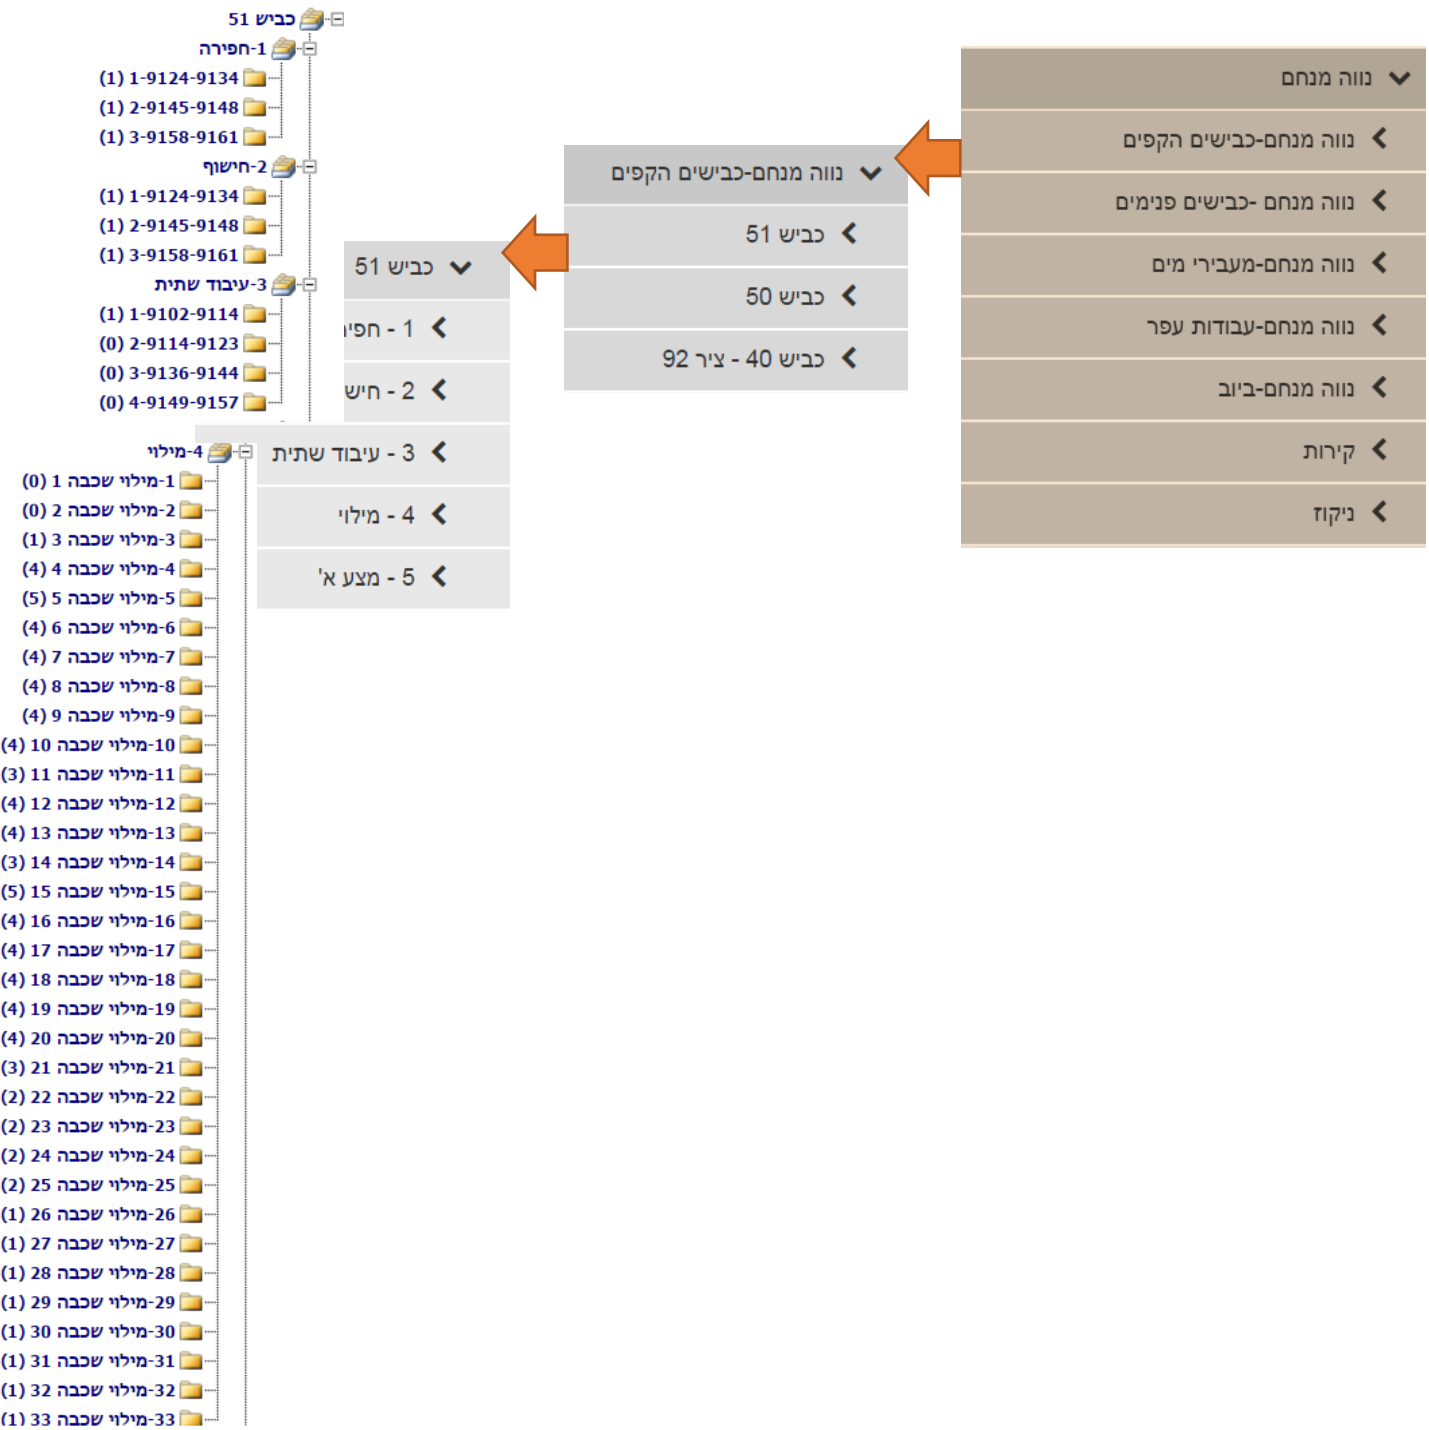 נווה מנחם
נווה מנחם-כבישים הקפים
נווה מנחם -כבישים פנימים
נווה מנחם-מעבירי מים
נווה מנחם-עבודות עפר
נווה מנחם-ביוב
קירות
ניקוז
נווה מנחם-כבישים הקפים
כביש 51
כביש 50
כביש 40 - ציר 92
כביש 51
1 - חפיר
2 - חיש
3 - עיבוד שתית
4 - מילוי
5 - מצע א'
כביש 51
1-חפירה
1-9124-9134 (1)
2-9145-9148 (1)
3-9158-9161 (1)
2-חישוף
1-9124-9134 (1)
2-9145-9148 (1)
3-9158-9161 (1)
3-עיבוד שתית
1-9102-9114 (1)
2-9114-9123 (0)
3-9136-9144 (0)
4-9149-9157 (0)
4-מילוי
1-מילוי שכבה 1 (0)
2-מילוי שכבה 2 (0)
3-מילוי שכבה 3 (1)
4-מילוי שכבה 4 (4)
5-מילוי שכבה 5 (5)
6-מילוי שכבה 6 (4)
7-מילוי שכבה 7 (4)
8-מילוי שכבה 8 (4)
9-מילוי שכבה 9 (4)
10-מילוי שכבה 10 (4)
11-מילוי שכבה 11 (3)
12-מילוי שכבה 12 (4)
13-מילוי שכבה 13 (4)
14-מילוי שכבה 14 (3)
15-מילוי שכבה 15 (5)
16-מילוי שכבה 16 (4)
17-מילוי שכבה 17 (4)
18-מילוי שכבה 18 (4)
19-מילוי שכבה 19 (4)
20-מילוי שכבה 20 (4)
21-מילוי שכבה 21 (3)
22-מילוי שכבה 22 (2)
23-מילוי שכבה 23 (2)
24-מילוי שכבה 24 (2)
25-מילוי שכבה 25 (2)
26-מילוי שכבה 26 (1)
27-מילוי שכבה 27 (1)
28-מילוי שכבה 28 (1)
29-מילוי שכבה 29 (1)
30-מילוי שכבה 30 (1)
31-מילוי שכבה 31 (1)
32-מילוי שכבה 32 (1)
33-מילוי שכבה 33 (1)